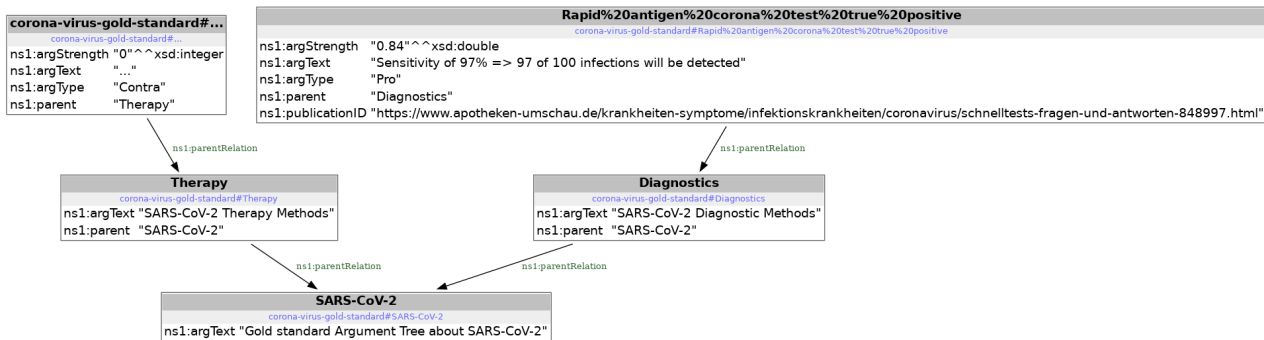 corona-virus-gold-standard#...
corona-virus-gold-standard#...
ns1:argStrength "0"^^xsd:integer
ns1:argText "..."
ns1:argType "Contra"
ns1:parent "Therapy"
Rapid%20antigen%20corona%20test%20true%20positive
corona-virus-gold-standard#Rapid%20antigen%20corona%20test%20true%20positive
ns1:argStrength "0.84"^^xsd:double
ns1:argText "Sensitivity of 97% => 97 of 100 infections will be detected"
ns1:argType "Pro"
ns1:parent "Diagnostics"
ns1:publicationID "https://www.apotheken-umschau.de/krankheiten-symptome/infektionskrankheiten/coronavirus/schnelltests-fragen-und-antworten-848997.html"
ns1:parentRelation
ns1:parentRelation
Therapy
corona-virus-gold-standard#Therapy
ns1:argText "SARS-CoV-2 Therapy Methods"
ns1:parent "SARS-CoV-2"
Diagnostics
corona-virus-gold-standard#Diagnostics
ns1:argText "SARS-CoV-2 Diagnostic Methods"
ns1:parent "SARS-CoV-2"
ns1:parentRelation
ns1:parentRelation
SARS-CoV-2
corona-virus-gold-standard#SARS-CoV-2
ns1:argText "Gold standard Argument Tree about SARS-CoV-2"